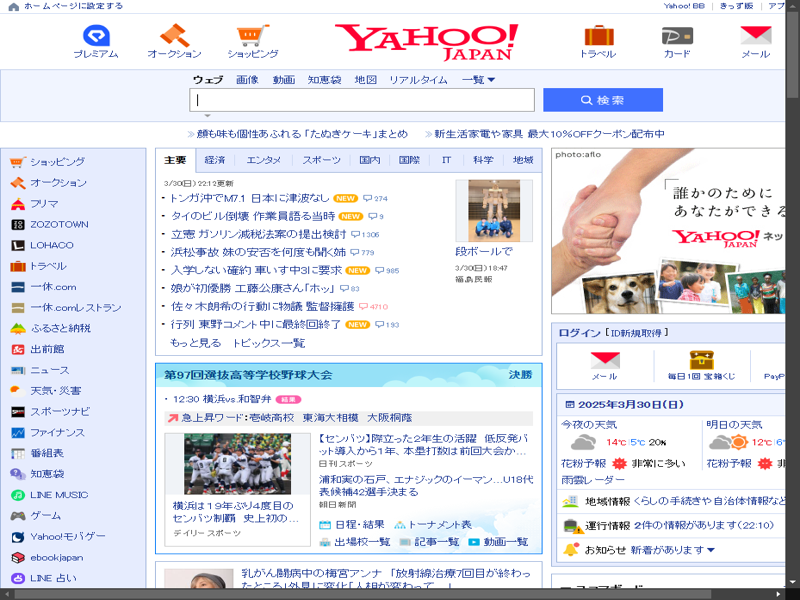 ホームページに設定する
Yahoo! BB
きっず版
アプ
プレミアム
オークション
ショッピング
YAHOO! JAPAN
トラベル
カード
メール
ウェブ 画像 動画 知恵袋 地図 リアルタイム 一覧▼
検索
顔も味も個性あふれる「たぬきケーキ」まとめ
新生活家電や家具 最大10%OFFクーポン配布中
ショッピング
オークション
フリマ
ZOZOTOWN
LOHACO
トラベル
一休.com
一休.comレストラン
ふるさと納税
出前館
ニュース
天気・災害
スポーツナビ
ファイナンス
番組表
知恵袋
LINE MUSIC
ゲーム
Yahoo!モバゲー
ebookjapan
LINE 占い
主要 経済 エンタメ スポーツ 国内 国際 IT 科学 地域
3/30(日) 22:12更新
トンガ沖でM7.1 日本に津波なし NEW 274
タイのビル倒壊 作業員語る当時 NEW 9
立憲 ガソリン減税法案の提出検討 1306
浜松事故 妹の安否を何度も聞く姉 779
入学しない確約 車いす中3に要求 NEW 985
娘が初優勝 工藤公康さん「ホッ」 83
佐々木朗希の行動に物議 監督擁護 4710
行列 東野コメント中に最終回終了 NEW 193
もっと見る トピックス一覧
段ボールで
3/30(日) 18:47
福島民報
第97回選抜高等学校野球大会 決勝
12:30 横浜vs.和智弁 結果
急上昇ワード:壱岐高校 東海大相模 大阪桐蔭
横浜は19年ぶり4度目の
センバツ制覇 史上初の...
デイリースポーツ
【センバツ】際立った2年生の活躍 低反発バ
ット導入から1年、本塁打数は前回大会か...
日刊スポーツ
浦和実の石戸、エナジックのイーマン...U18代
表候補42選手決まる
朝日新聞
日程・結果 トーナメント表
出場校一覧 記事一覧 動画一覧
乳がん闘病中の梅宮アンナ 「放射線治療7回目が終わっ
たところ」外見に変化「人相が変わって...」
photo:aflo
「誰かのために
あなたができる
YAHOO! JAPAN ネッ
ログイン [ID新規取得]
メール
毎日1回 宝箱くじ
PayP
2025年3月30日(日)
今夜の天気
14℃ 5℃ 20%
明日の天気
12℃ 6
花粉予報 非常に多い
花粉予報 非
雨雲レーダー
地域情報 くらしの手続きや自治体情報など
運行情報 2件の情報があります(22:10)
お知らせ 新着があります▼